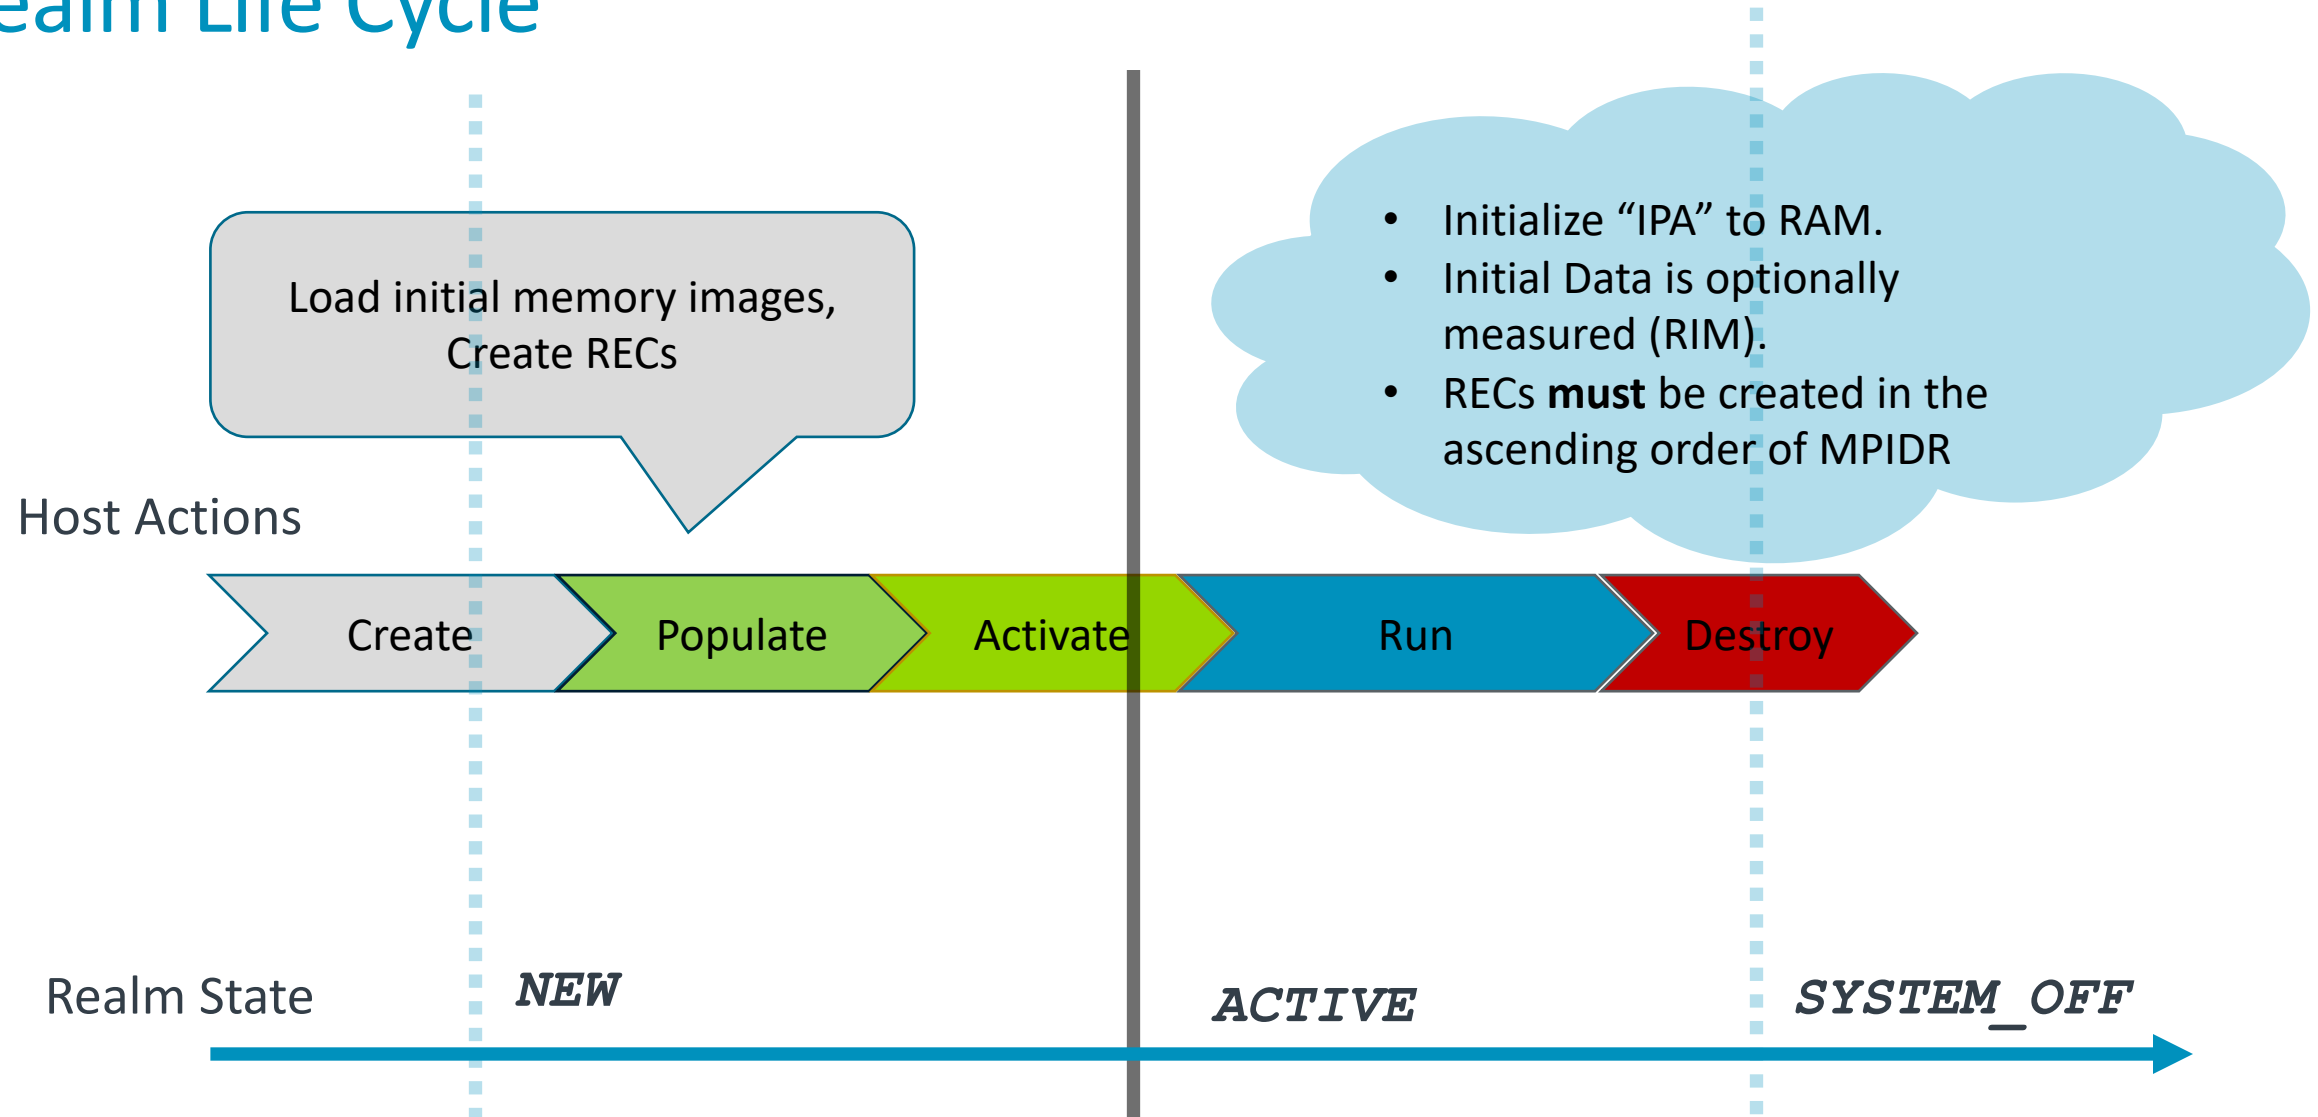 ealm Life Cycle
Load initial memory images,
Create RECs
• Initialize “IPA” to RAM.
• Initial Data is optionally
measured (RIM).
• RECs must be created in the
ascending order of MPIDR
Host Actions
Create
Populate
Activate
Run
Destroy
Realm State
NEW
ACTIVE
SYSTEM_OFF